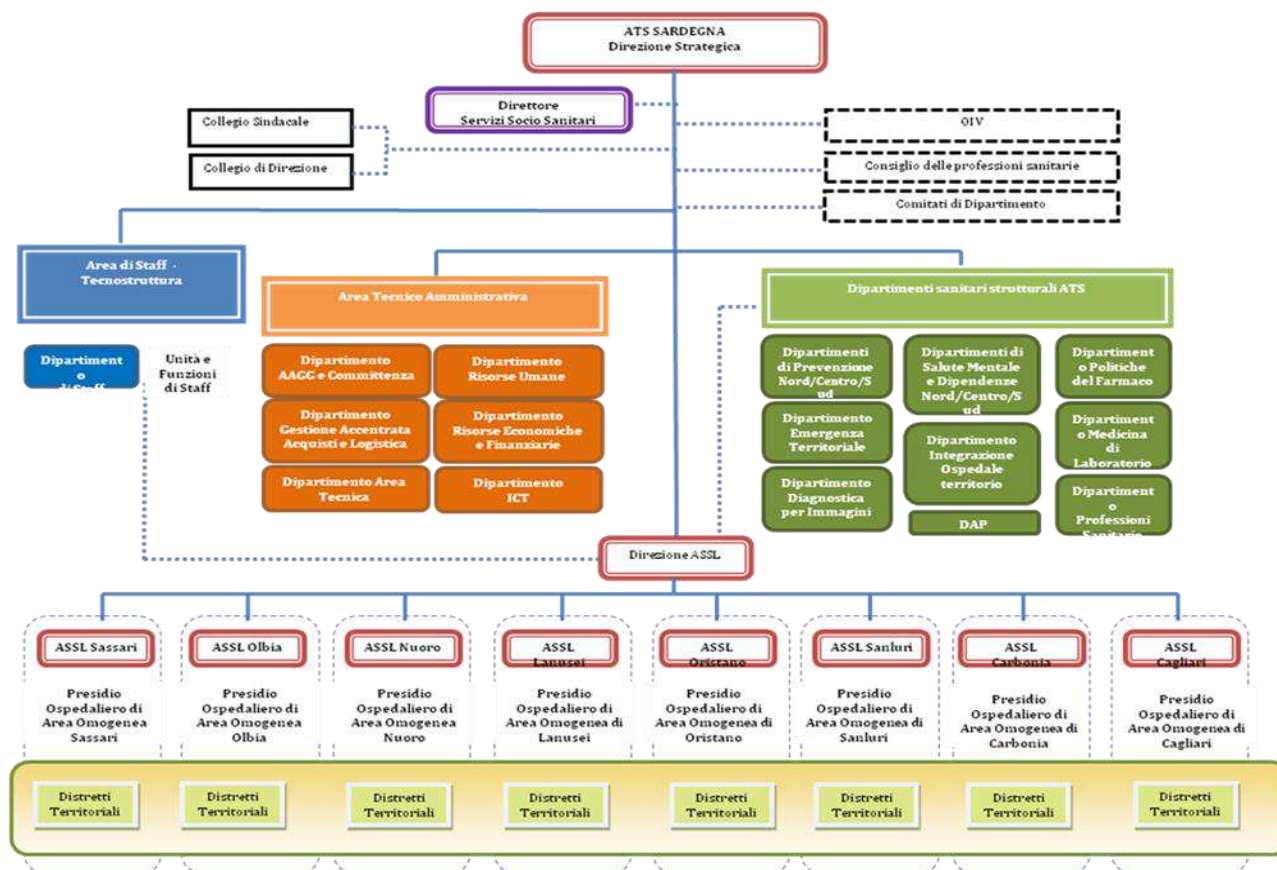 ATS SARDEGNA
Direzione Strategica
Direttore
Servizi Socio Sanitari
Collegio Sindacale
Collegio di Direzione
OIV
Consiglio delle professioni sanitarie
Comitati di Dipartimento
Area di Staff -
Tecnostruttura
Area Tecnico Amministrativa
Dipartimenti sanitari strutturali ATS
Dipartiment
o
di Staff
Unità e
Funzioni
di Staff
Dipartimento
AAGG e Committenza
Dipartimento
Risorse Umane
Dipartimento
Gestione Accentrata
Acquisti e Logistica
Dipartimento
Risorse Economiche
e Finanziarie
Dipartimento Area
Tecnica
Dipartimento
ICT
Dipartimenti
di Prevenzione
Nord/Centro/S
ud
Dipartimenti di
Salute Mentale
e Dipendenze
Nord/Centro/S
ud
Dipartiment
o Politiche
del Farmaco
Dipartimento
Emergenza
Territoriale
Dipartimento
Integrazione
Ospedale
territorio
Dipartiment
o Medicina
di
Laboratorio
Dipartimento
Diagnostica
per Immagini
DAP
Dipartiment
o
Professioni
Sanitarie
Direzione ASSL
ASSL Sassari
ASSL Olbia
ASSL Nuoro
ASSL
Lanusei
ASSL
Oristano
ASSL Sanluri
ASSL
Carbonia
ASSL
Cagliari
Presidio
Ospedaliero di
Area Omogenea
Sassari
Presidio
Ospedaliero di
Area Omogenea
Olbia
Presidio
Ospedaliero di
Area Omogenea
Nuoro
Presidio
Ospedaliero di
Area Omogenea di
Lanusei
Presidio
Ospedaliero di
Area Omogenea di
Oristano
Presidio
Ospedaliero di
Area Omogenea di
Sanluri
Presidio
Ospedaliero di
Area Omogenea di
Carbonia
Presidio
Ospedaliero di
Area Omogenea di
Cagliari
Distretti
Territoriali
Distretti
Territoriali
Distretti
Territoriali
Distretti
Territoriali
Distretti
Territoriali
Distretti
Territoriali
Distretti
Territoriali
Distretti
Territoriali